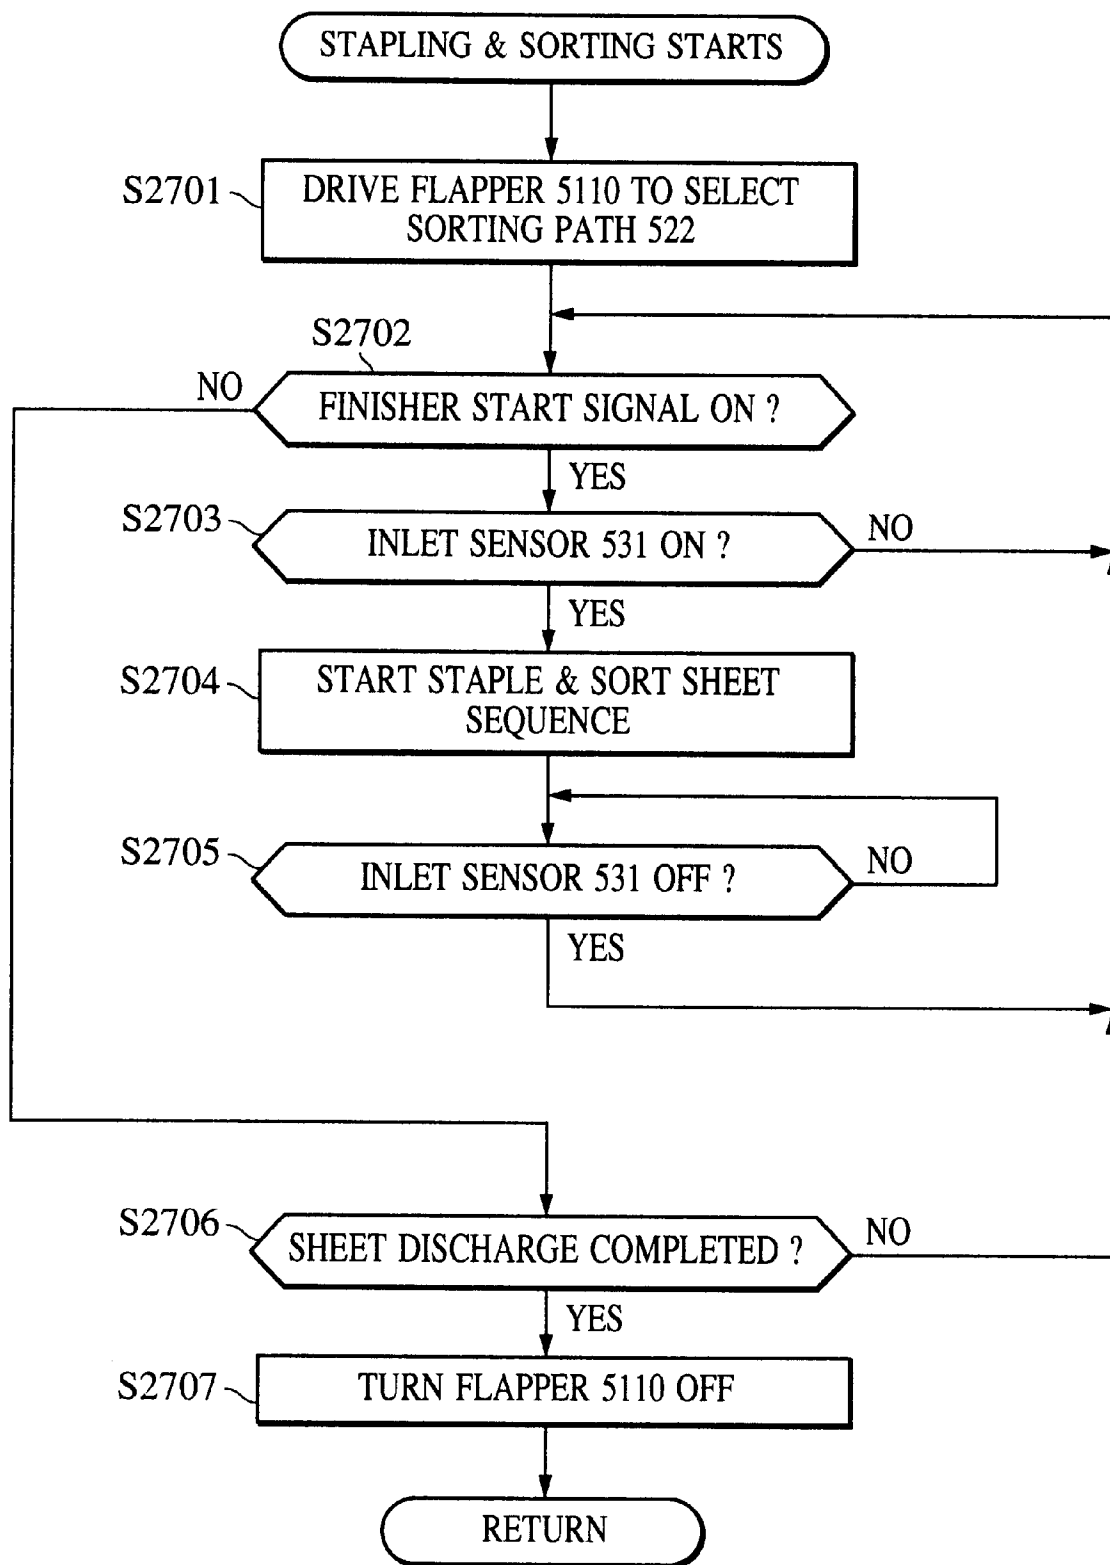 STAPLING & SORTING STARTS
S2701
DRIVE FLAPPER 5110 TO SELECT
SORTING PATH 522
S2702
NO
FINISHER START SIGNAL ON ?
YES
S2703
INLET SENSOR 531 ON ?
NO
YES
S2704
START STAPLE & SORT SHEET
SEQUENCE
S2705
INLET SENSOR 531 OFF ?
NO
YES
S2706
SHEET DISCHARGE COMPLETED ?
NO
YES
S2707
TURN FLAPPER 5110 OFF
RETURN